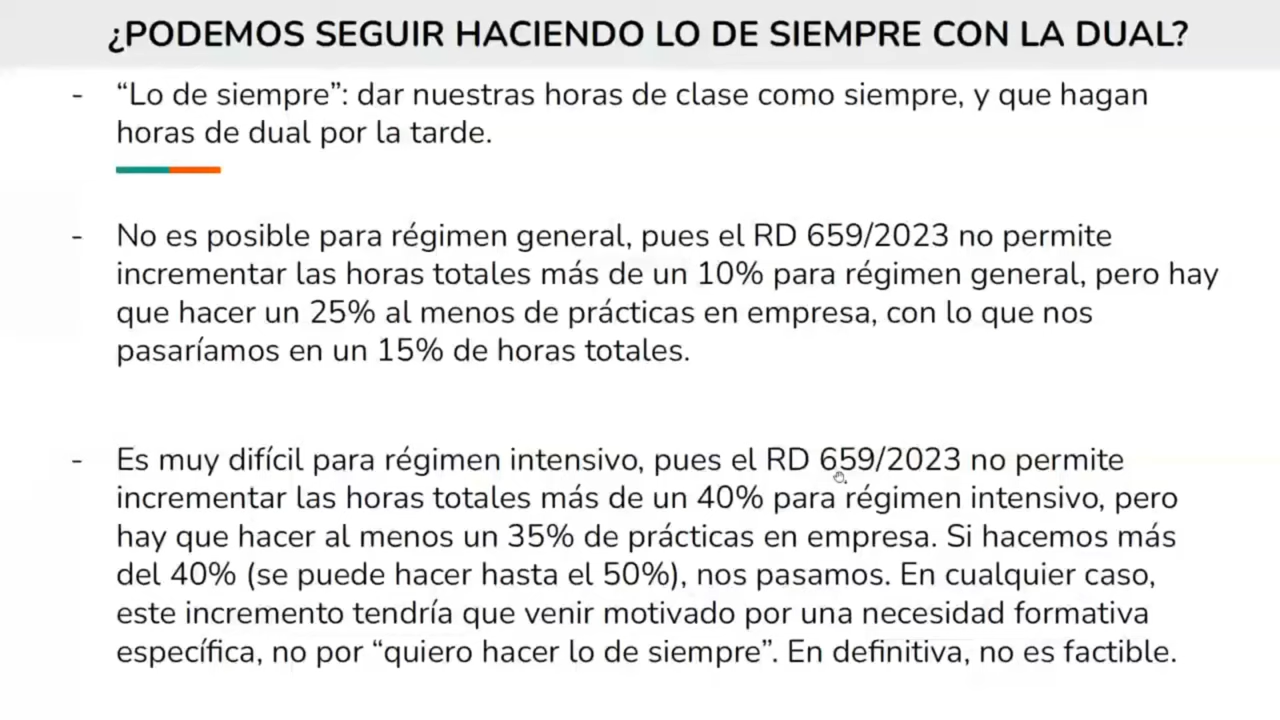 ¿PODEMOS SEGUIR HACIENDO LO DE SIEMPRE CON LA DUAL?
- “Lo de siempre”: dar nuestras horas de clase como siempre, y que hagan
horas de dual por la tarde.
- No es posible para régimen general, pues el RD 659/2023 no permite
incrementar las horas totales más de un 10% para régimen general, pero hay
que hacer un 25% al menos de prácticas en empresa, con lo que nos
pasaríamos en un 15% de horas totales.
- Es muy difícil para régimen intensivo, pues el RD 659/2023 no permite
incrementar las horas totales más de un 40% para régimen intensivo, pero
hay que hacer al menos un 35% de prácticas en empresa. Si hacemos más
del 40% (se puede hacer hasta el 50%), nos pasamos. En cualquier caso,
este incremento tendría que venir motivado por una necesidad formativa
específica, no por “quiero hacer lo de siempre”. En definitiva, no es factible.